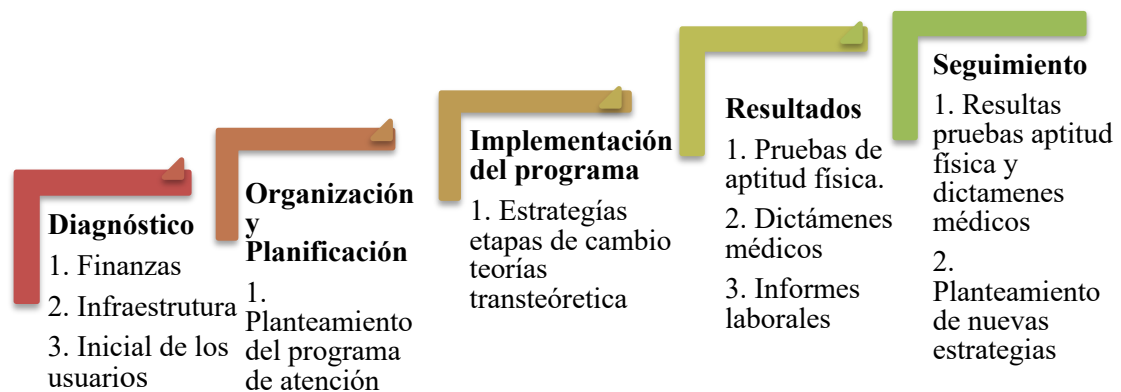 Diagnóstico
1. Finanzas
2. Infraestrutura
3. Inicial de los
usuarios
Organización
y
Planificación
1.
Planteamiento
del programa
de atención
Implementación
del programa
1. Estrategías
etapas de cambio
teorías
transteóretica
Resultados
1. Pruebas de
aptitud física.
2. Dictámenes
médicos
3. Informes
laborales
Seguimiento
1. Resultas
pruebas aptitud
física y
dictamenes
médicos
2.
Planteamiento
de nuevas
estrategias